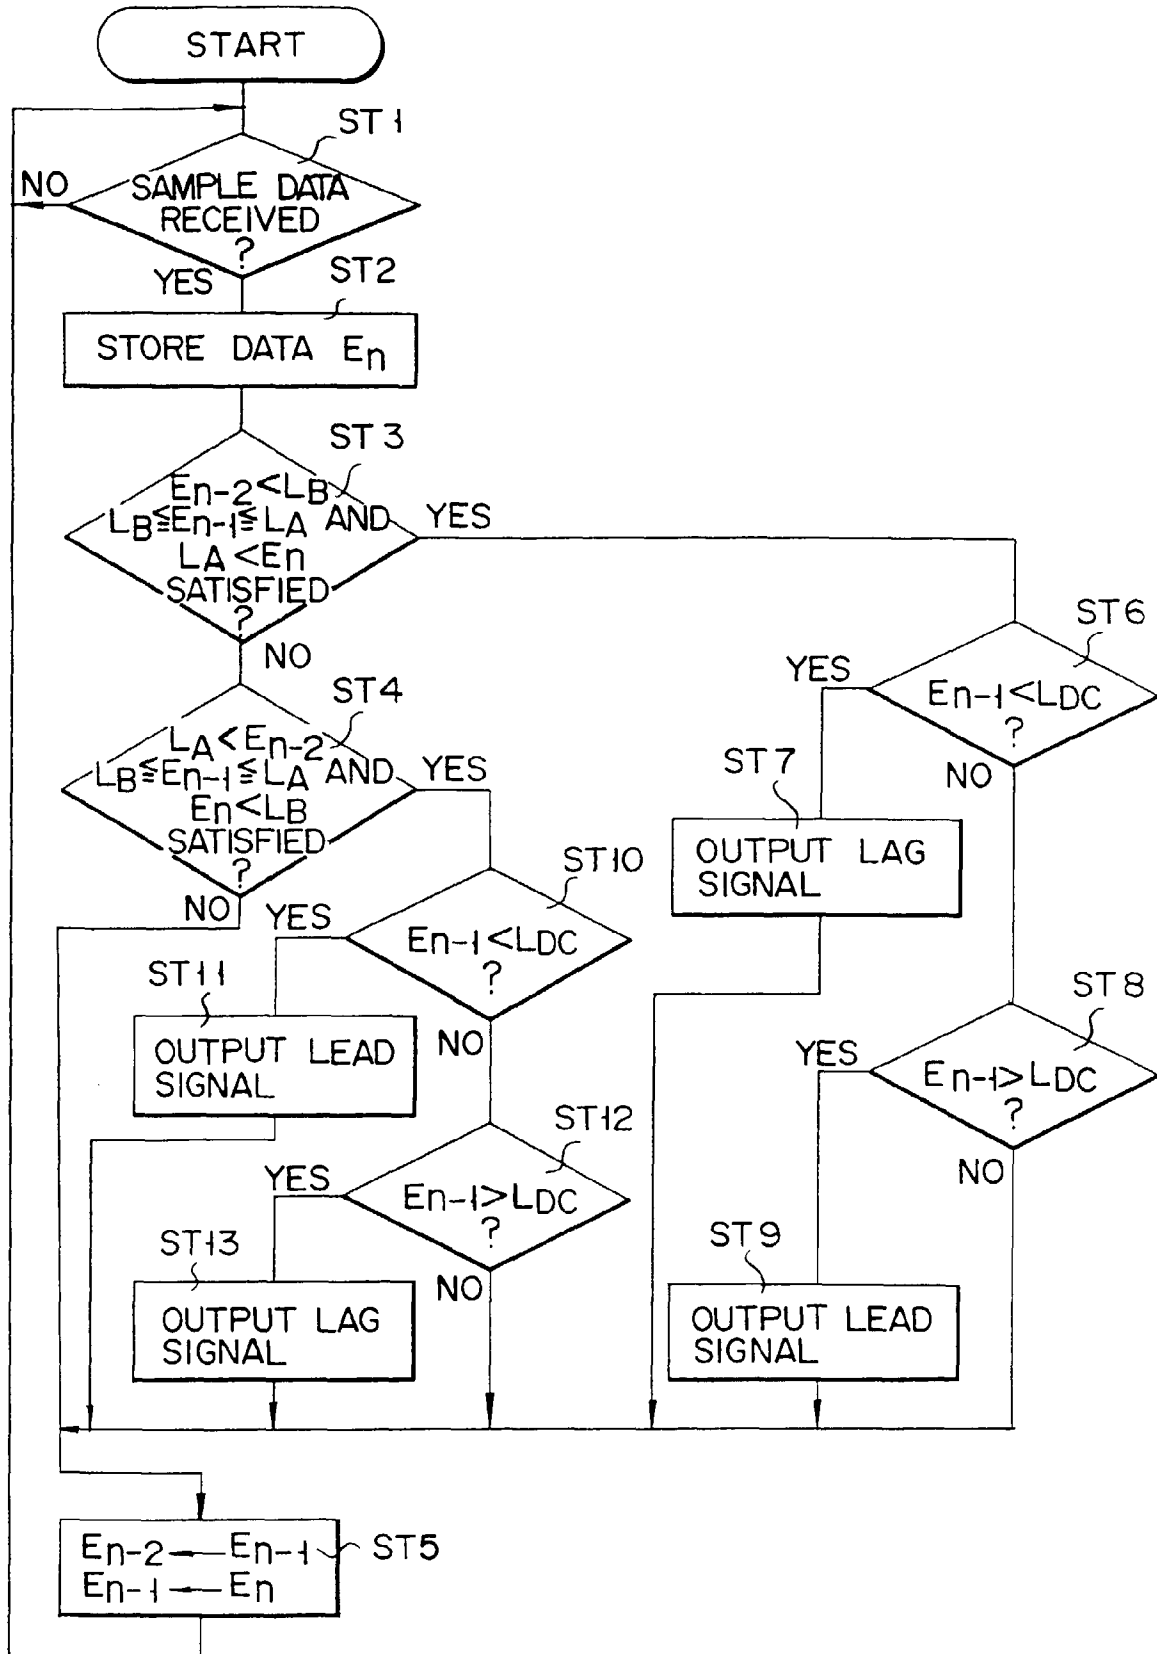 START
ST1
NO
SAMPLE DATA
RECEIVED
?
YES
ST2
STORE DATA En
ST3
En-2<LB
LB≦En-1≦LA AND
LA<En
SATISFIED
?
YES
NO
ST4
LA<En-2
LB≦En-1≦LA AND
En<LB
SATISFIED
?
YES
NO
ST6
YES
En-1<LDC
?
NO
ST7
OUTPUT LAG
SIGNAL
ST10
YES
En-1<LDC
?
NO
ST11
OUTPUT LEAD
SIGNAL
ST8
YES
En-1>LDC
?
NO
ST12
YES
En-1>LDC
?
NO
ST13
OUTPUT LAG
SIGNAL
ST9
OUTPUT LEAD
SIGNAL
En-2←En-1
ST5
En-1←En